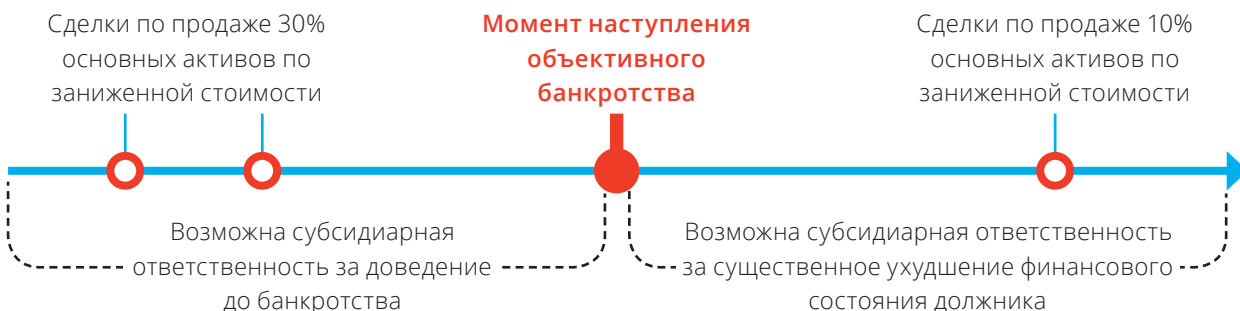 Сделки по продаже 30%
основных активов по
заниженной стоимости
Момент наступления
объективного
банкротства
Сделки по продаже 10%
основных активов по
заниженной стоимости
Возможна субсидиарная
ответственность за доведение
до банкротства
Возможна субсидиарная ответственность
за существенное ухудшение финансового
состояния должника